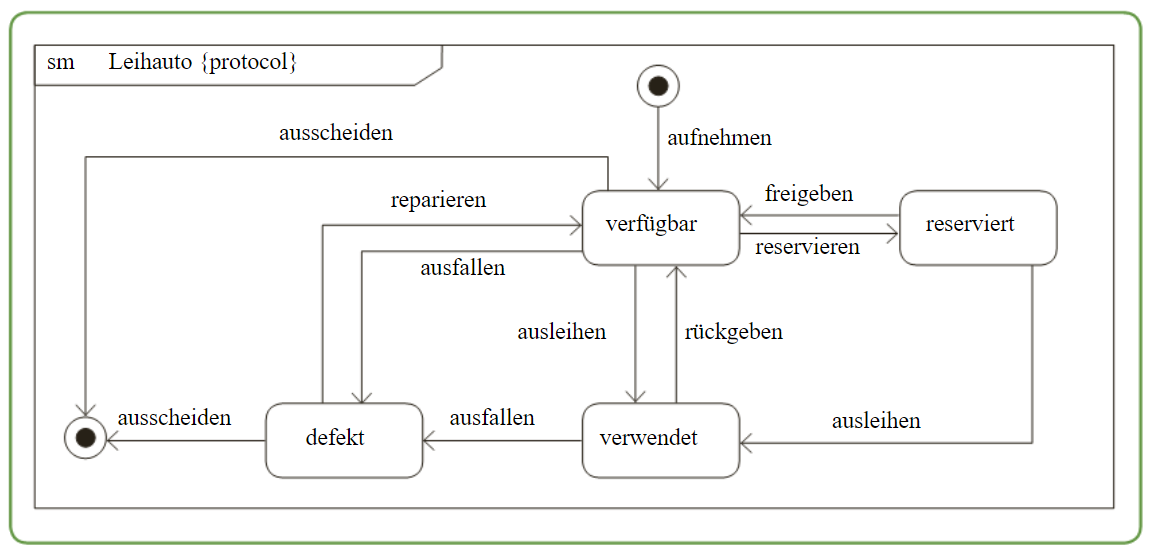 sm Leihauto {protocol}
ausscheiden
aufnehmen
reparieren
freigeben
verfügbar
reserviert
reservieren
ausfallen
ausleihen
rückgeben
ausscheiden
ausfallen
ausleihen
defekt
verwendet